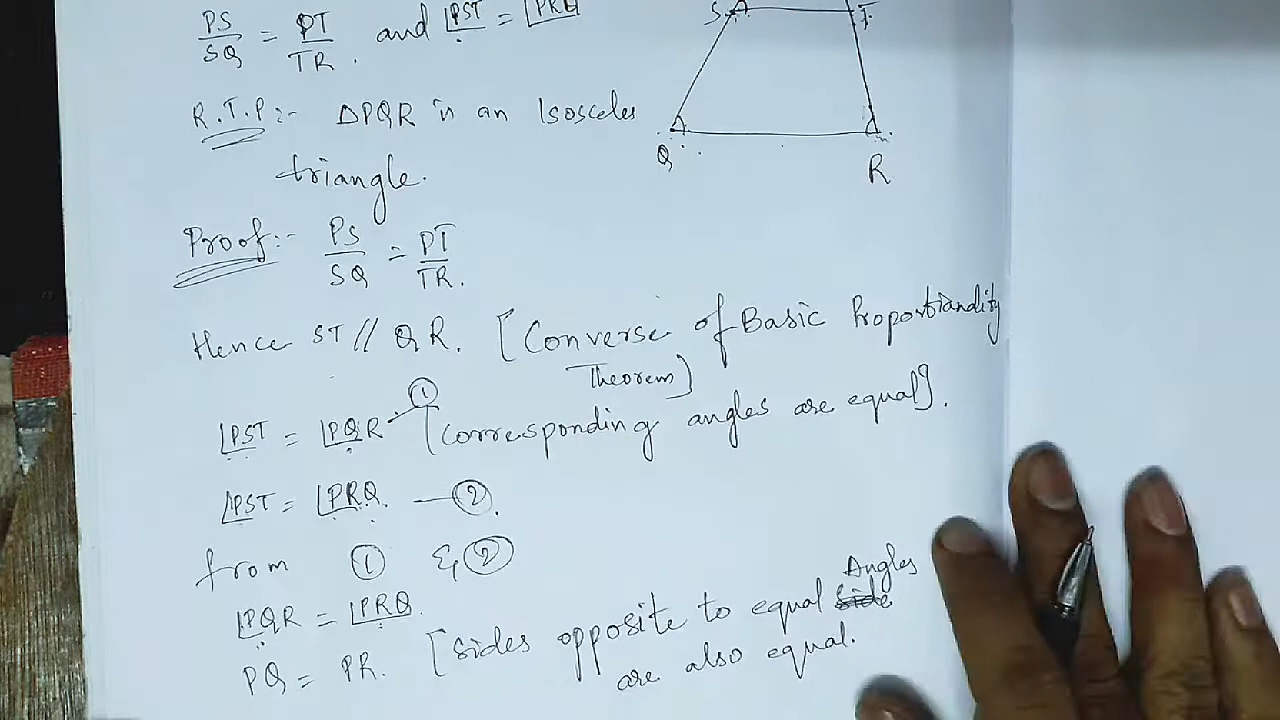 PS/SQ = PT/TR. and ∠PST = ∠PRQ
S T
R.T.P:- ΔPQR is an Isosceles
triangle.
Q R
Proof:- PS/SQ = PT/TR.
Hence ST // QR. [Converse of Basic Proportianality
Theorem]
∠PST = ∠PQR - ① [corresponding angles are equal].
∠PST = ∠PRQ. — ②.
from ① & ②
∠PQR = ∠PRQ.
PQ = PR. [sides opposite to equal Angles
are also equal.